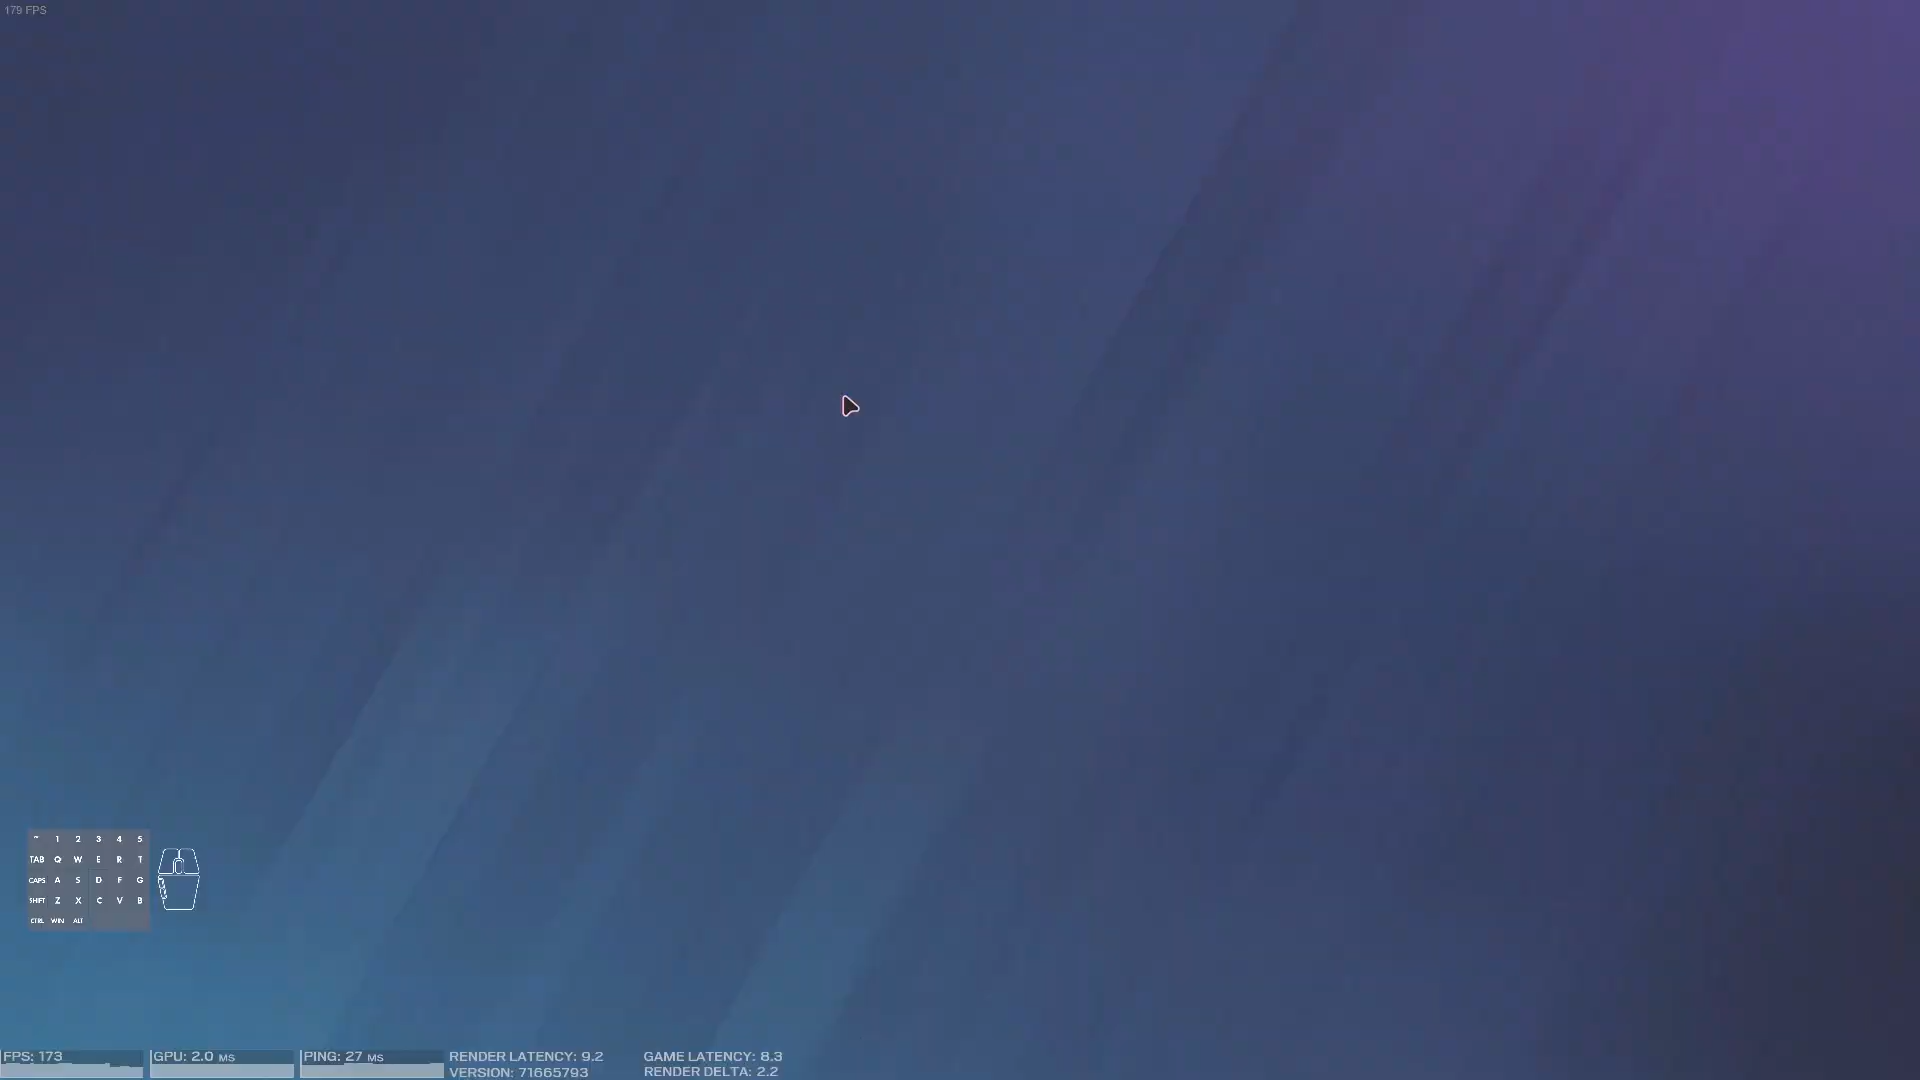 179 FPS
~ 1 2 3 4 5
TAB Q W E R T
CAPS A S D F G
SHIFT Z X C V B
CTRL WIN ALT
FPS: 173 GPU: 2.0 MS PING: 27 MS RENDER LATENCY: 9.2 GAME LATENCY: 8.3
VERSION: 71665793 RENDER DELTA: 2.2